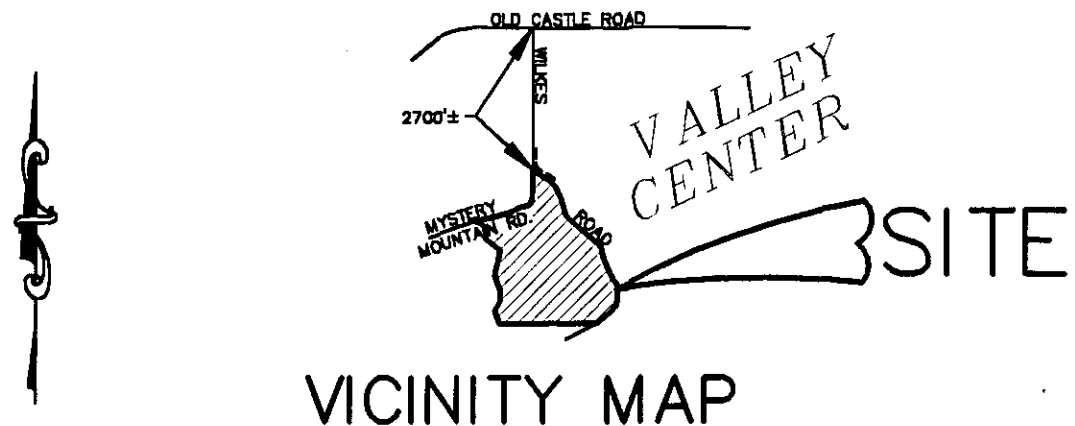 OLD CASTLE ROAD
WILKES
2700'±
VALLEY
CENTER
MYSTERY
MOUNTAIN RD.
ROAD
SITE
VICINITY MAP